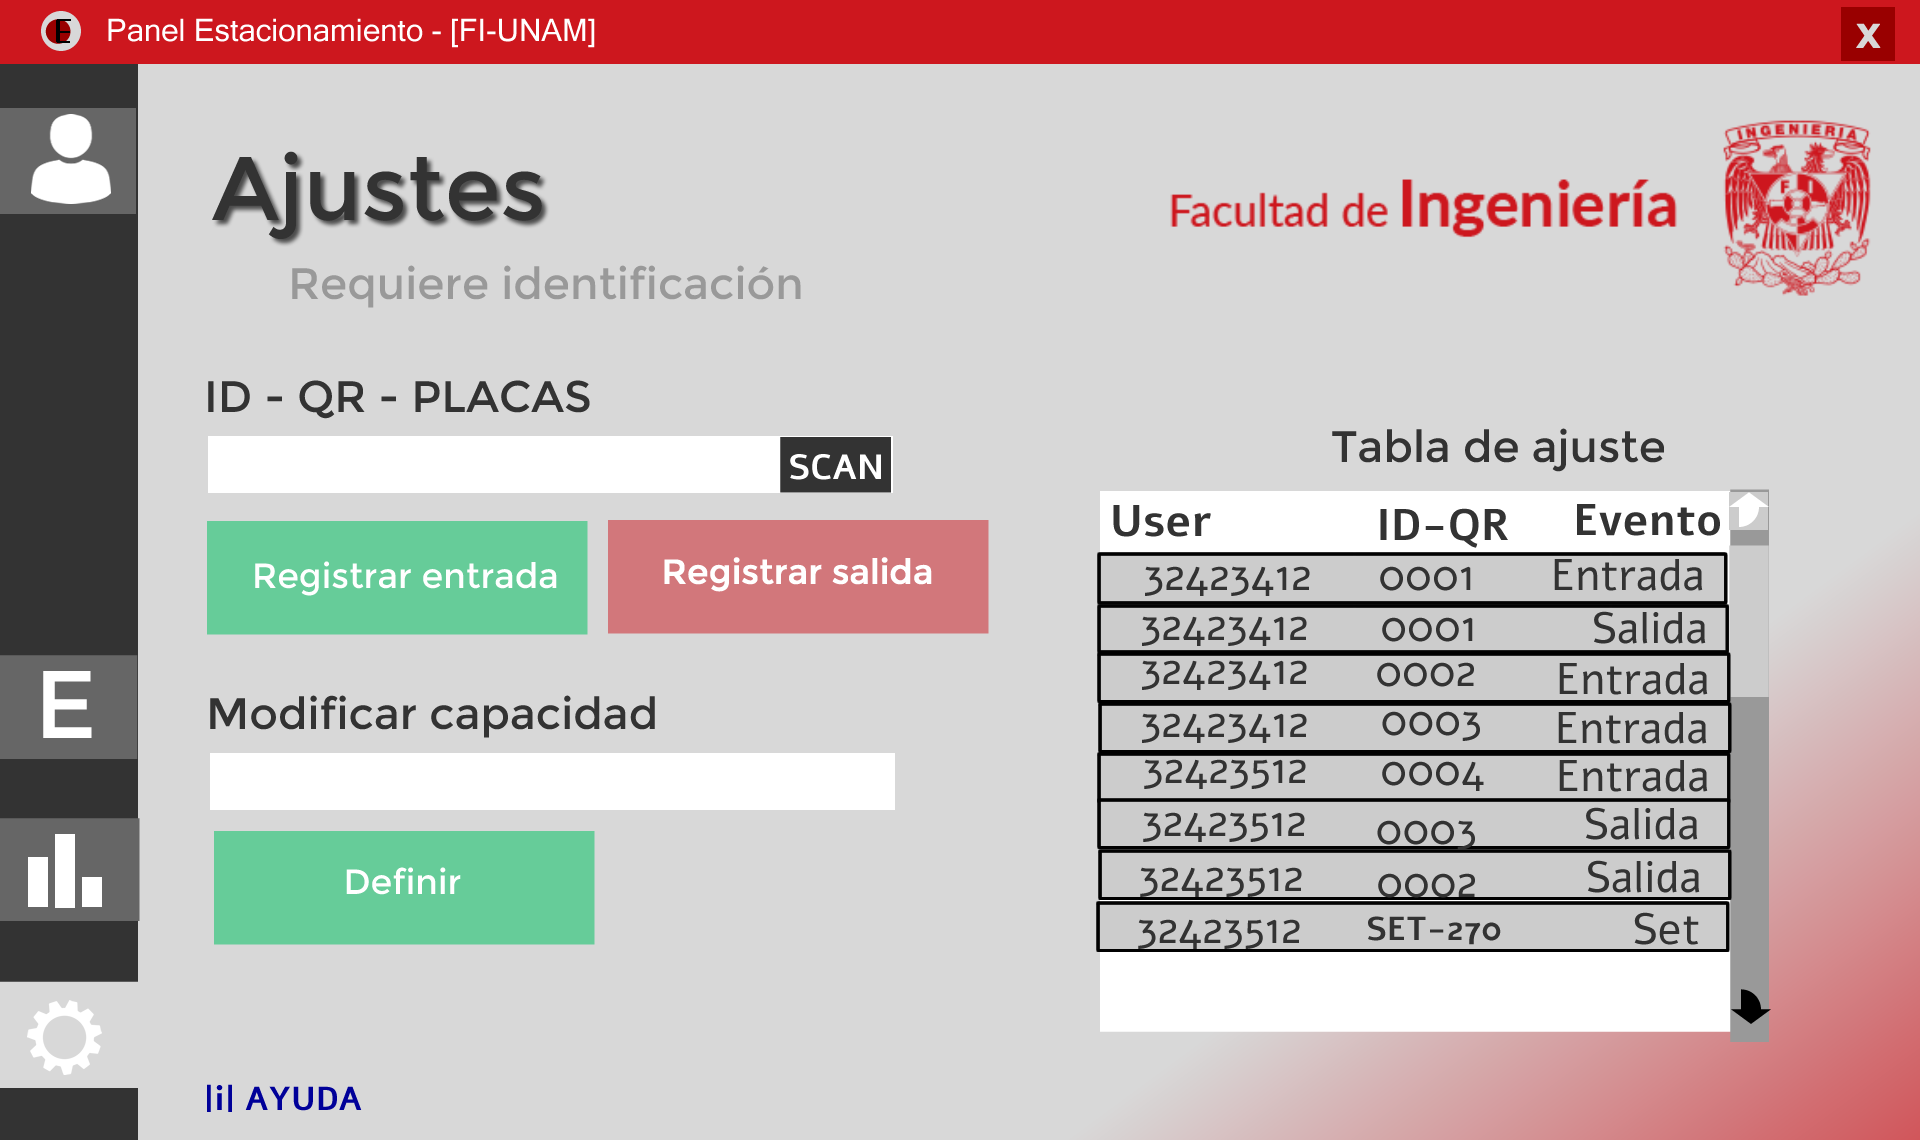 E Panel Estacionamiento - [FI-UNAM] X
INGENIERIA
Ajustes
F I
Facultad de Ingeniería
Requiere identificación
ID - QR - PLACAS
SCAN
Registrar entrada Registrar salida
Modificar capacidad
Definir
E
Tabla de ajuste
User ID-QR Evento
32423412 0001 Entrada
32423412 0001 Salida
32423412 0002 Entrada
32423412 0003 Entrada
32423512 0004 Entrada
32423512 0003 Salida
32423512 0002 Salida
32423512 SET-270 Set
|i| AYUDA